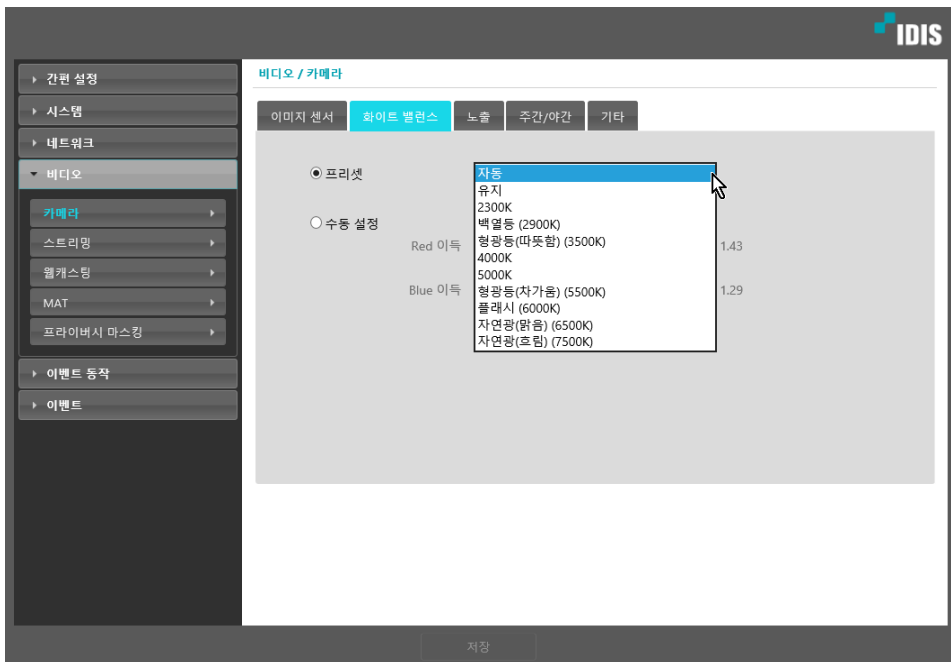 IDIS
간편 설정
시스템
네트워크
비디오
카메라
스트리밍
웹캐스팅
MAT
프라이버시 마스킹
이벤트 동작
이벤트
비디오 / 카메라
이미지 센서 화이트 밸런스 노출 주간/야간 기타
프리셋
자동
유지
2300K
백열등 (2900K)
형광등(따뜻함) (3500K)
4000K
5000K
형광등(차가움) (5500K)
플래시 (6000K)
자연광(맑음) (6500K)
자연광(흐림) (7500K)
수동 설정
Red 이득 1.43
Blue 이득 1.29
저장